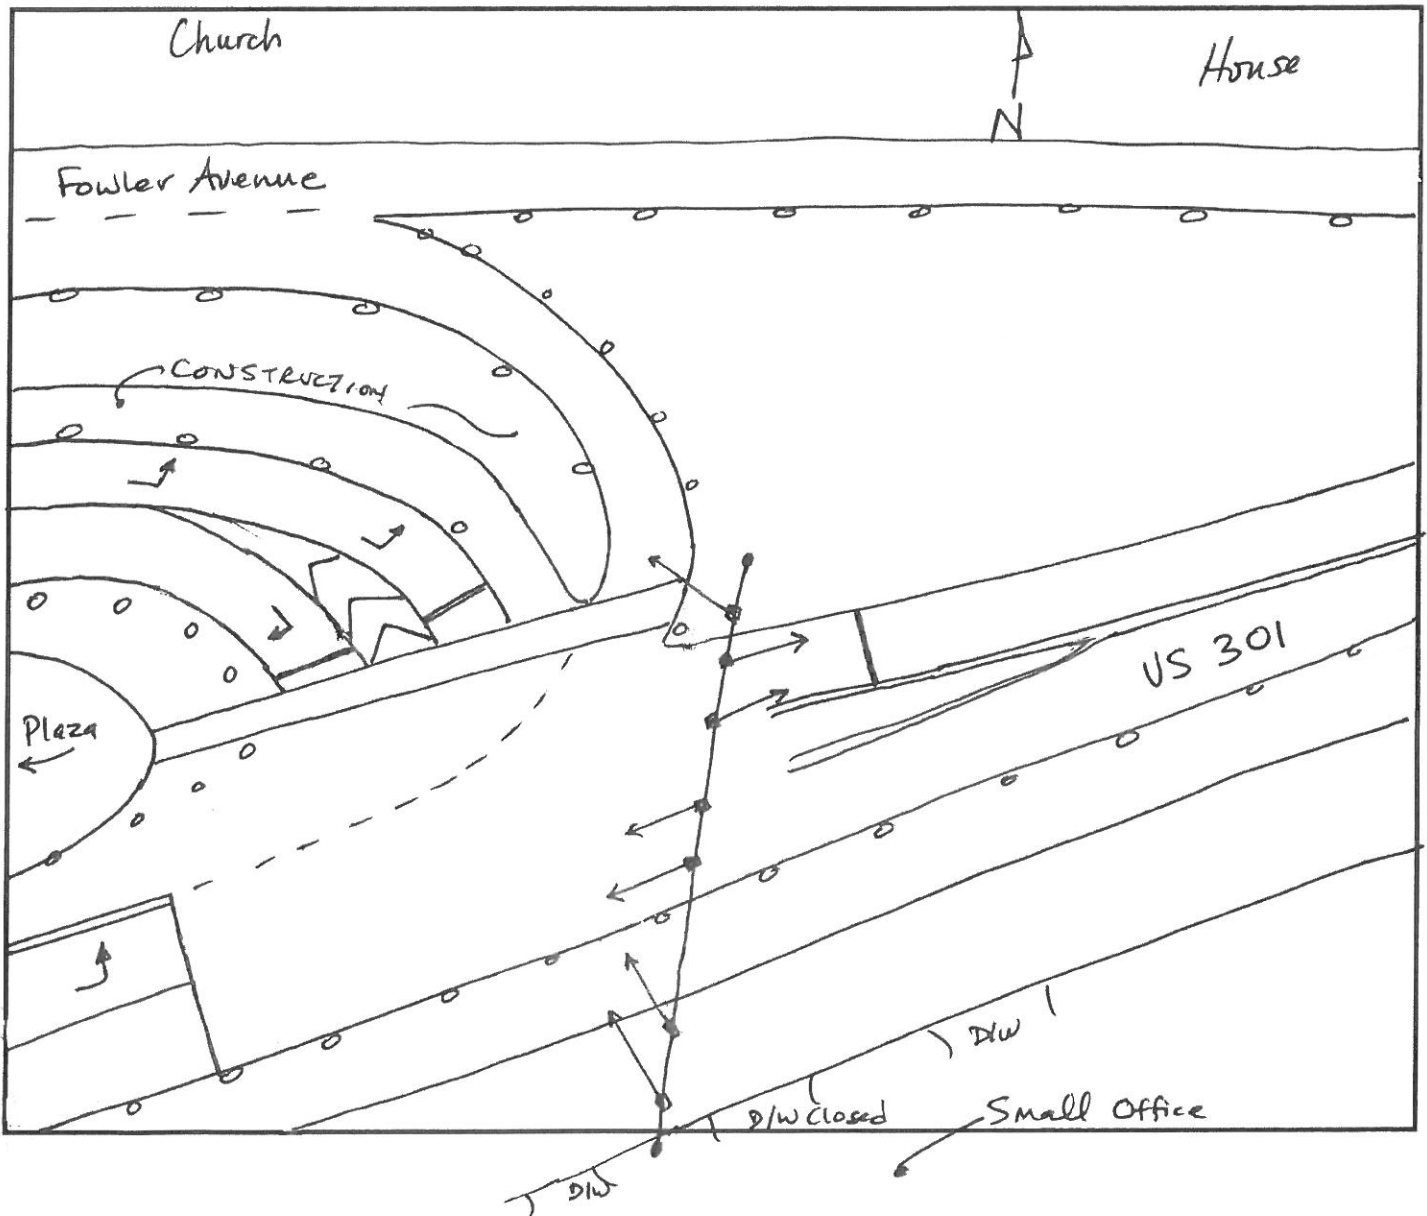 Church
House
N
Fowler Avenue
CONSTRUCTION
US 301
Plaza
D/W
D/W Closed
Small Office
D/W